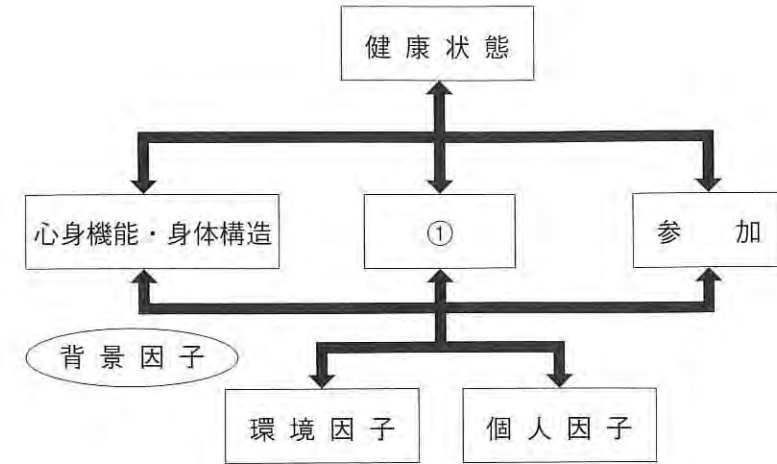 健康状態
心身機能・身体構造
①
参加
背景因子
環境因子
個人因子